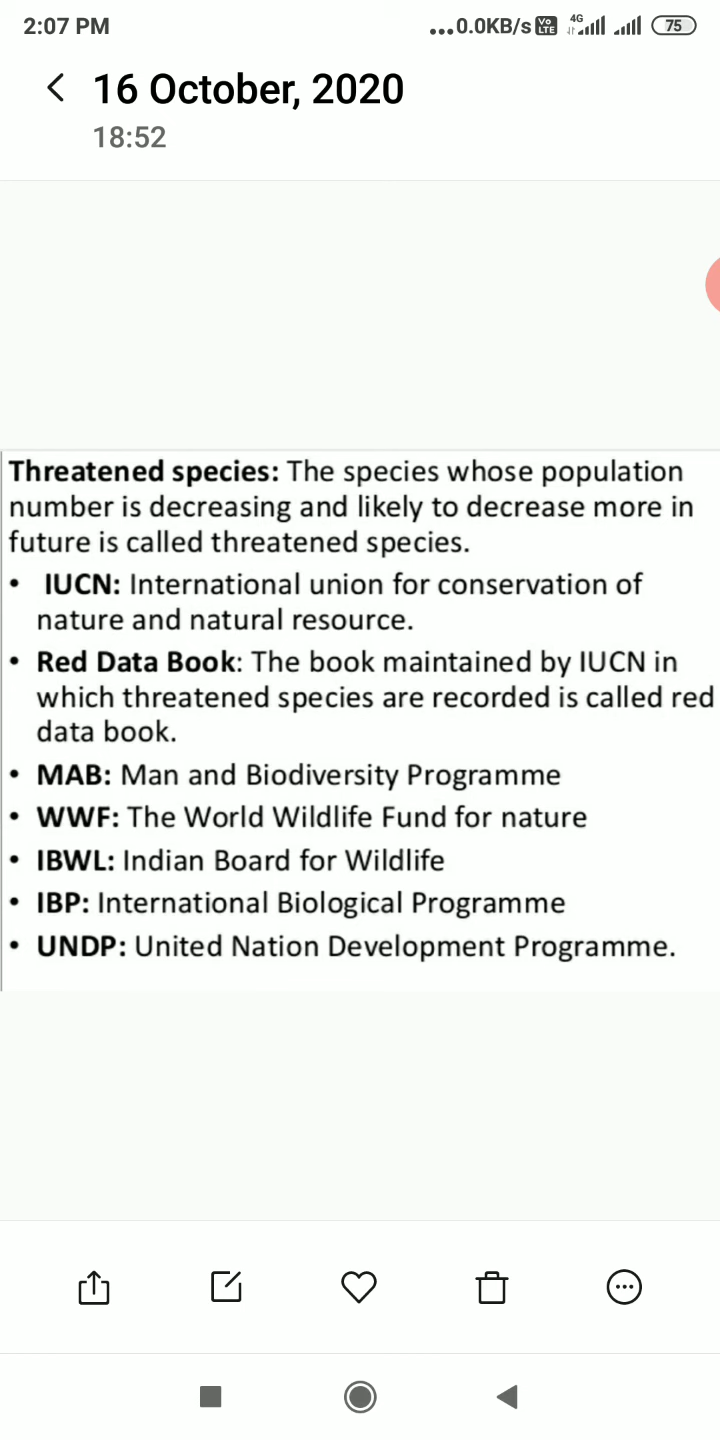 2:07 PM
...0.0KB/s Vo LTE 4G 75
16 October, 2020
18:52
Threatened species: The species whose population
number is decreasing and likely to decrease more in
future is called threatened species.
• IUCN: International union for conservation of
nature and natural resource.
• Red Data Book: The book maintained by IUCN in
which threatened species are recorded is called red
data book.
• MAB: Man and Biodiversity Programme
• WWF: The World Wildlife Fund for nature
• IBWL: Indian Board for Wildlife
• IBP: International Biological Programme
• UNDP: United Nation Development Programme.